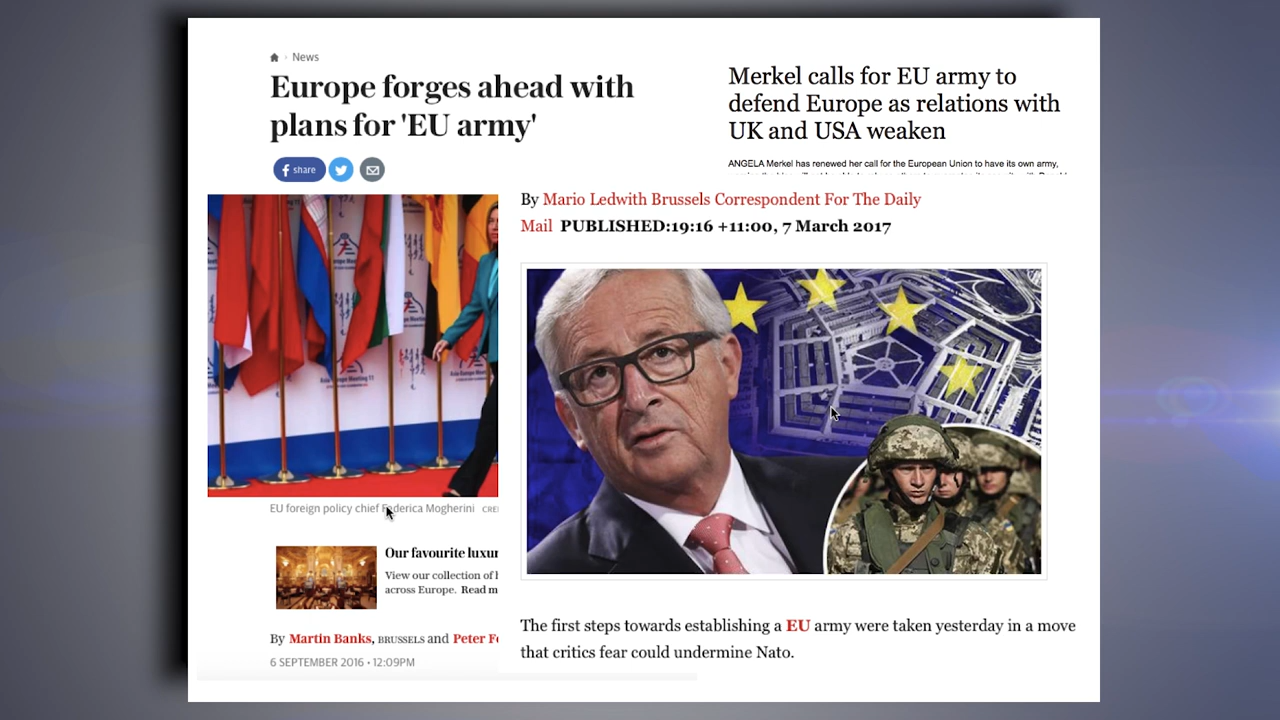 News
Europe forges ahead with
plans for 'EU army'
share
EU foreign policy chief Federica Mogherini
Our favourite luxur
View our collection of h
across Europe. Read m
By Martin Banks, BRUSSELS and Peter Fo
6 SEPTEMBER 2016 • 12:09PM
Merkel calls for EU army to
defend Europe as relations with
UK and USA weaken
ANGELA Merkel has renewed her call for the European Union to have its own army,
By Mario Ledwith Brussels Correspondent For The Daily
Mail PUBLISHED:19:16 +11:00, 7 March 2017
The first steps towards establishing a EU army were taken yesterday in a move
that critics fear could undermine Nato.